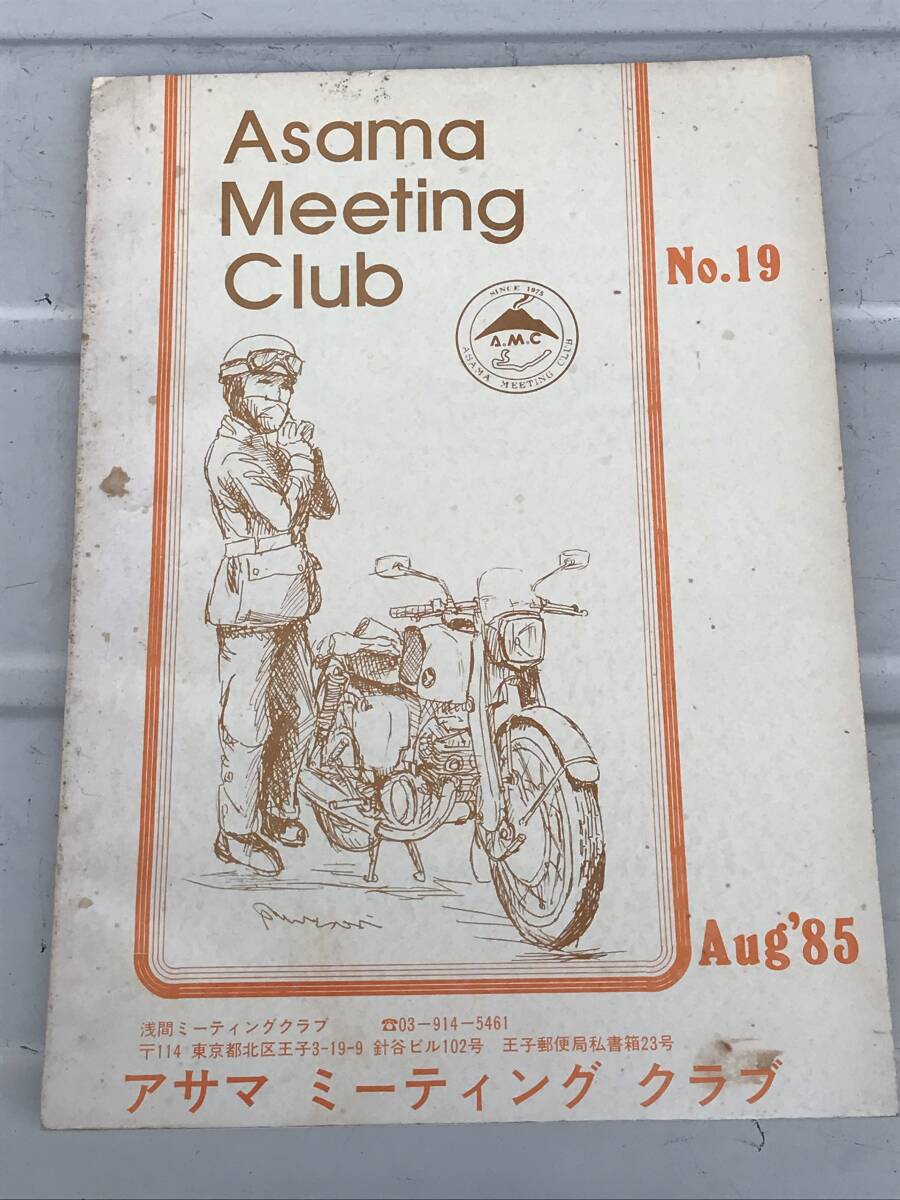 Asama
Meeting
Club
No.19
SINCE 1975
A.M.C
ASAMA MEETING CLUB
Aug'85
浅間ミーティングクラブ ☎03-914-5461
〒114 東京都北区王子3-19-9 針谷ビル102号 王子郵便局私書箱23号
アサマ ミーティング クラブ